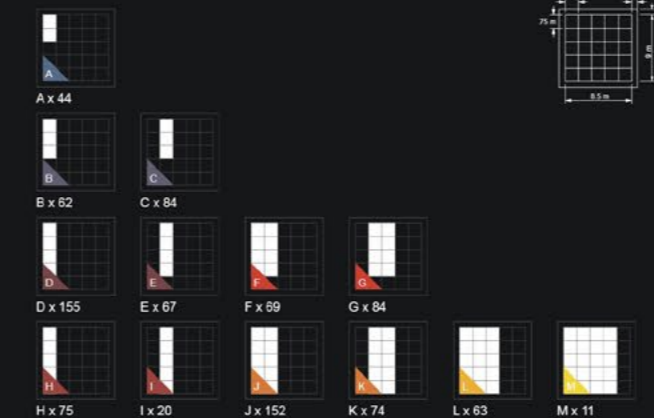 75 m
9 m
8.5 m
A
A x 44
B
C
B x 62
C x 84
D
E
F
G
D x 155
E x 67
F x 69
G x 84
H
I
J
K
L
M
H x 75
I x 20
J x 152
K x 74
L x 63
M x 11